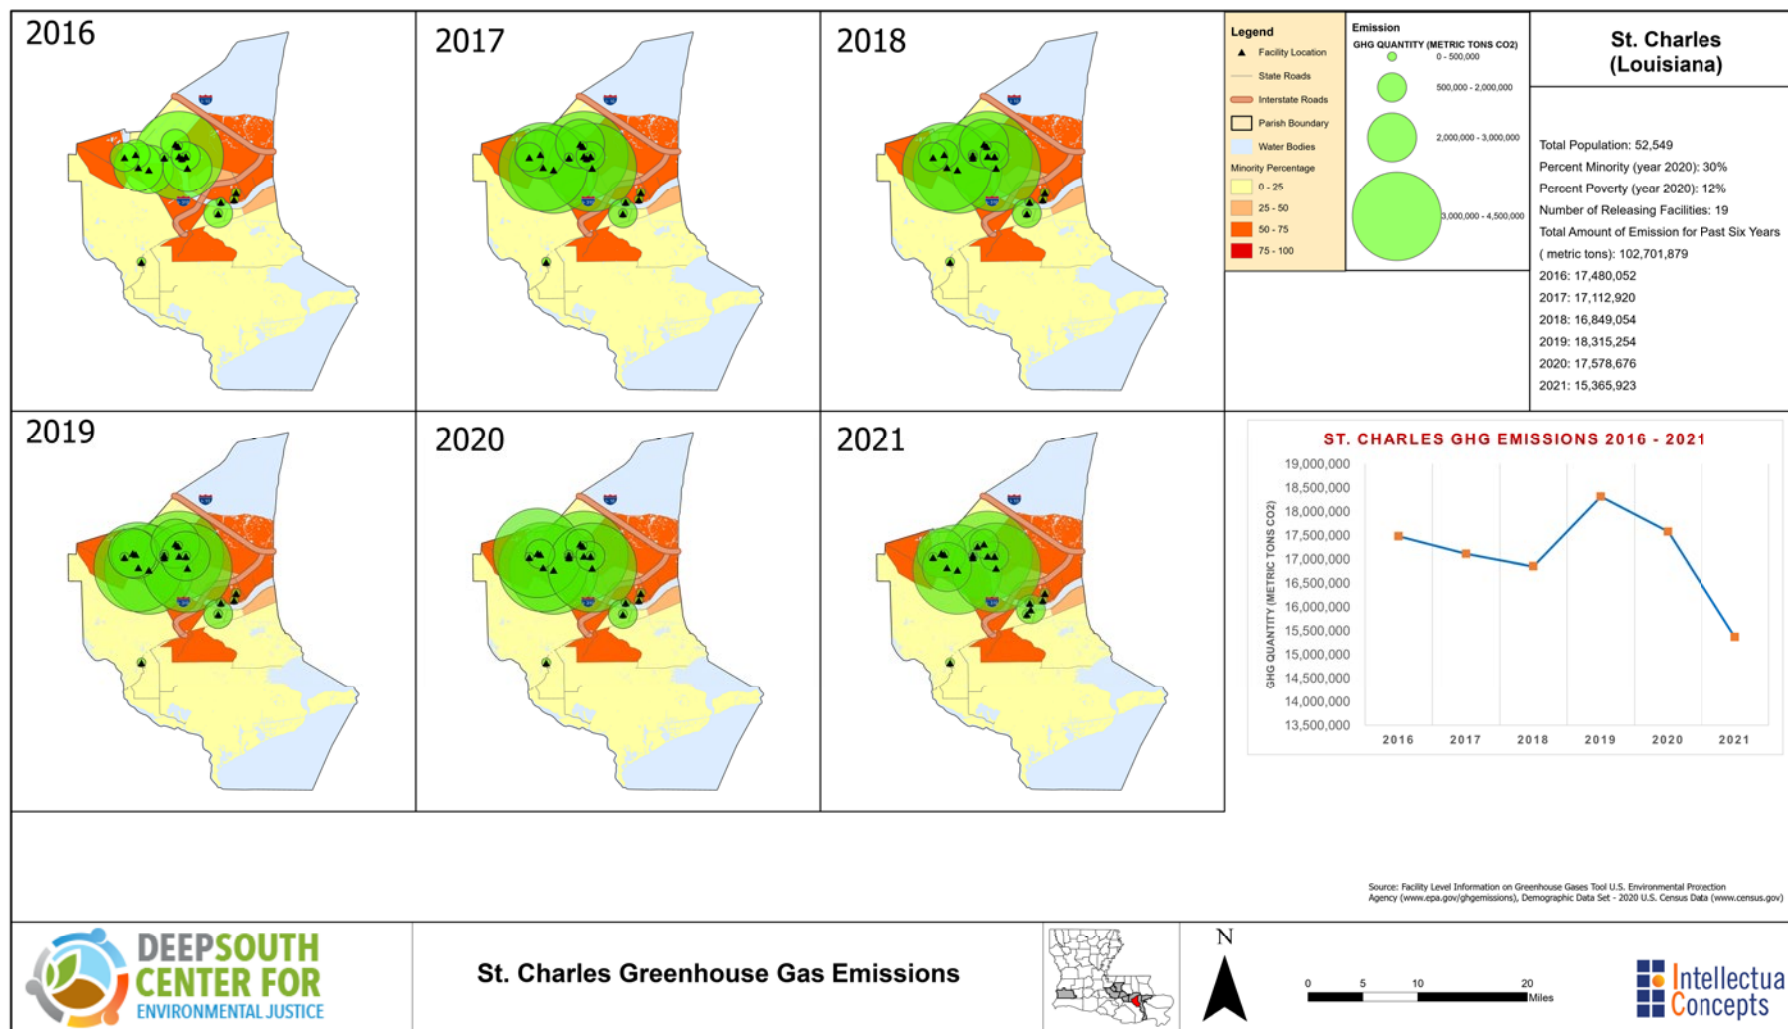 2016
2017
2018
Legend
Facility Location
State Roads
Interstate Roads
Parish Boundary
Water Bodies
Minority Percentage
0 - 25
25 - 50
50 - 75
75 - 100
Emission
GHG QUANTITY (METRIC TONS CO2)
0 - 500,000
500,000 - 2,000,000
2,000,000 - 3,000,000
3,000,000 - 4,500,000
St. Charles
(Louisiana)
Total Population: 52,549
Percent Minority (year 2020): 30%
Percent Poverty (year 2020): 12%
Number of Releasing Facilities: 19
Total Amount of Emission for Past Six Years
( metric tons): 102,701,879
2016: 17,480,052
2017: 17,112,920
2018: 16,849,054
2019: 18,315,254
2020: 17,578,676
2021: 15,365,923
2019
2020
2021
ST. CHARLES GHG EMISSIONS 2016 - 2021
GHG QUANTITY (METRIC TONS CO2)
19,000,000
18,500,000
18,000,000
17,500,000
17,000,000
16,500,000
16,000,000
15,500,000
15,000,000
14,500,000
14,000,000
13,500,000
2016 2017 2018 2019 2020 2021
Source: Facility Level Information on Greenhouse Gases Tool U.S. Environmental Protection
Agency (www.epa.gov/ghgemissions), Demographic Data Set - 2020 U.S. Census Data (www.census.gov)
DEEPSOUTH
CENTER FOR
ENVIRONMENTAL JUSTICE
St. Charles Greenhouse Gas Emissions
N
0 5 10 20
Miles
Intellectua
Concepts